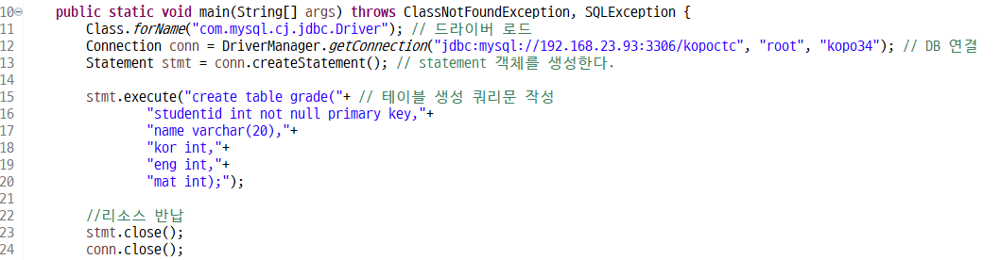 10 public static void main(String[] args) throws ClassNotFoundException, SQLException {
11 Class.forName("com.mysql.cj.jdbc.Driver"); // 드라이버 로드
12 Connection conn = DriverManager.getConnection("jdbc:mysql://192.168.23.93:3306/kopoctc", "root", "kopo34"); // DB 연결
13 Statement stmt = conn.createStatement(); // statement 객체를 생성한다.
14
15 stmt.execute("create table grade("+ // 테이블 생성 쿼리문 작성
16 "studentid int not null primary key,"+
17 "name varchar(20),"+
18 "kor int,"+
19 "eng int,"+
20 "mat int);");
21
22 //리소스 반납
23 stmt.close();
24 conn.close();